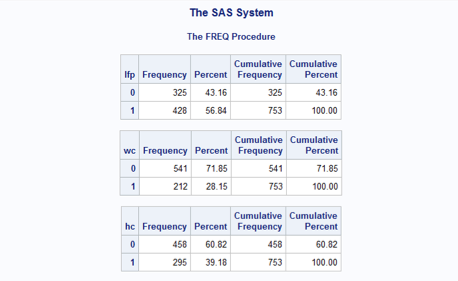 The SAS System
The FREQ Procedure
lfp Frequency Percent Cumulative Frequency Cumulative Percent
0 325 43.16 325 43.16
1 428 56.84 753 100.00
wc Frequency Percent Cumulative Frequency Cumulative Percent
0 541 71.85 541 71.85
1 212 28.15 753 100.00
hc Frequency Percent Cumulative Frequency Cumulative Percent
0 458 60.82 458 60.82
1 295 39.18 753 100.00